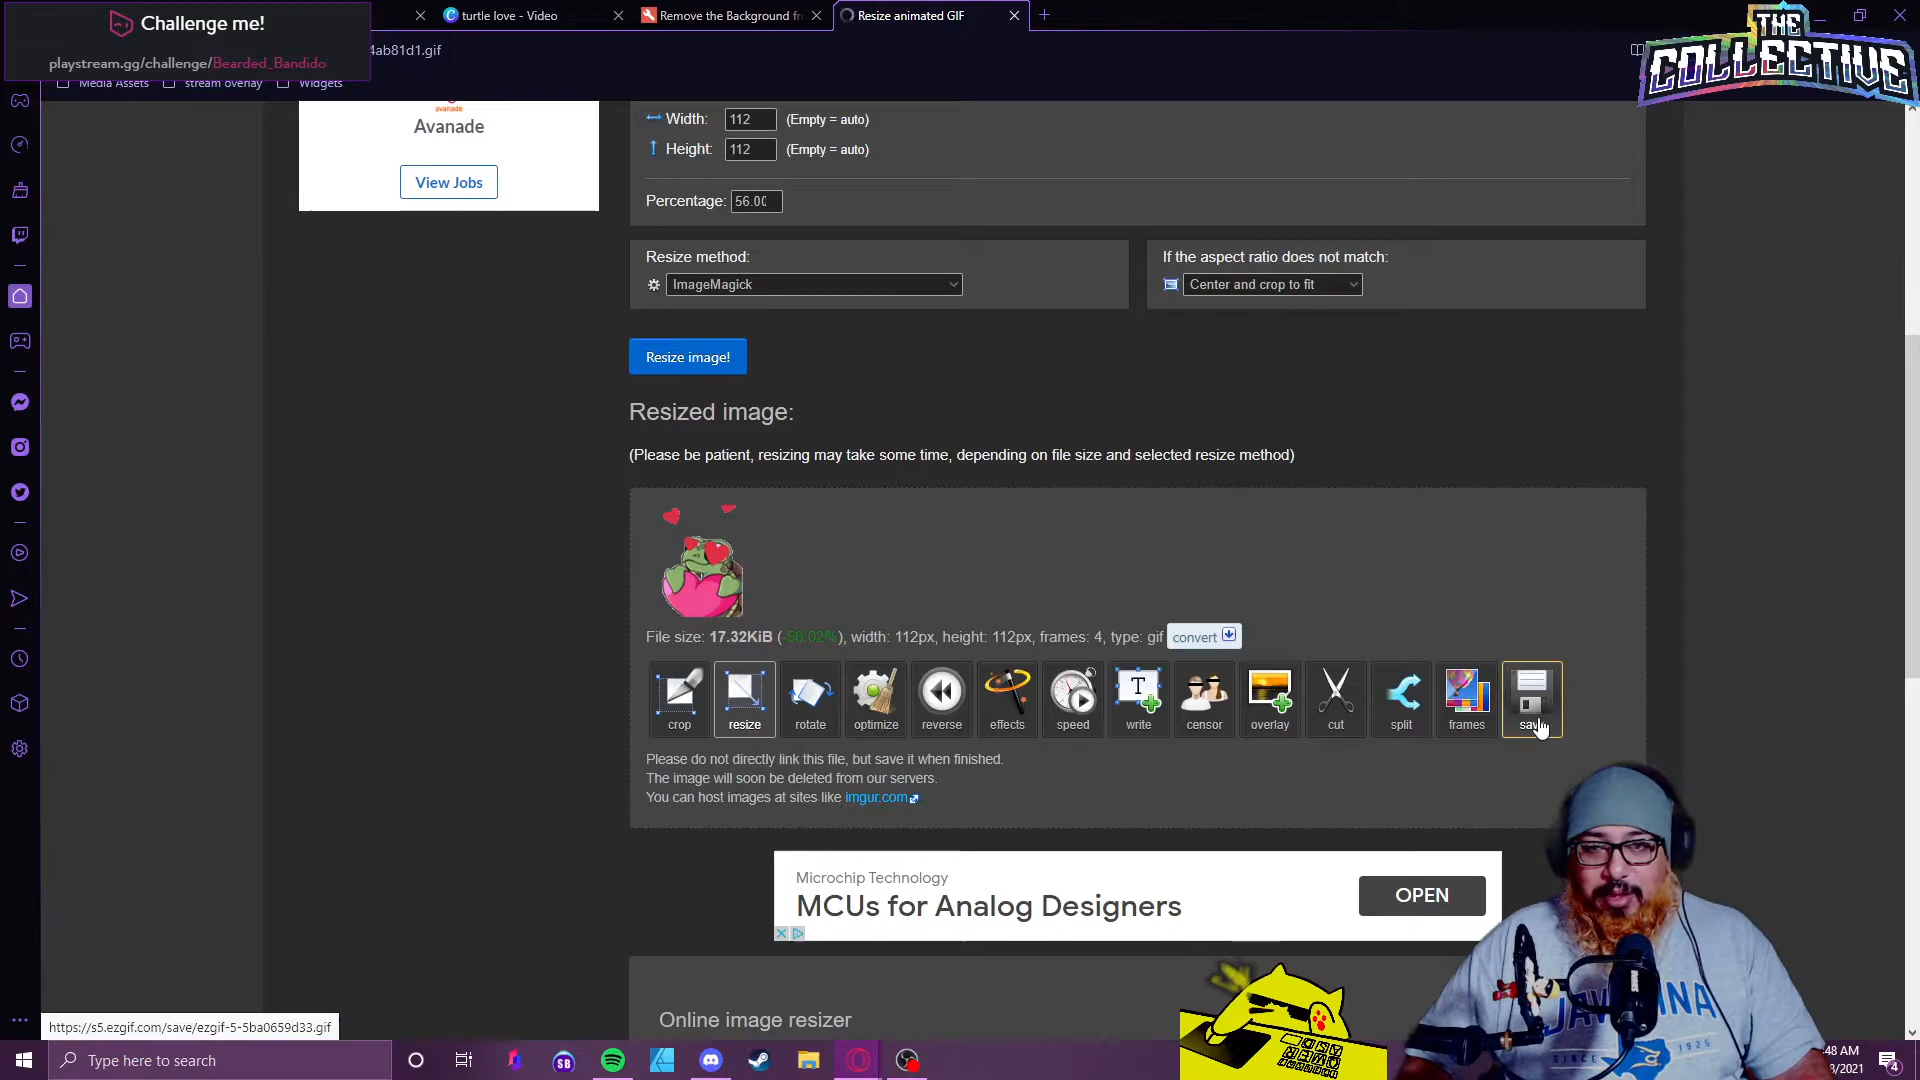 Challenge me!
playstream.gg/challenge/Bearded_Bandido
turtle love - Video
Remove the Background fr
Resize animated GIF
4ab81d1.gif
THE
COLLECTIVE
Media Assets
stream overlay
Widgets
avanade
Avanade
View Jobs
Width: 112 (Empty = auto)
Height: 112 (Empty = auto)
Percentage: 56.00
Resize method:
ImageMagick
If the aspect ratio does not match:
Center and crop to fit
Resize image!
Resized image:
(Please be patient, resizing may take some time, depending on file size and selected resize method)
File size: 17.32KiB (-56.02%), width: 112px, height: 112px, frames: 4, type: gif convert
crop
resize
rotate
optimize
reverse
effects
speed
T
write
censor
overlay
cut
split
frames
Please do not directly link this file, but save it when finished.
The image will soon be deleted from our servers.
You can host images at sites like imgur.com
Microchip Technology
MCUs for Analog Designers
OPEN
Online image resizer
https://s5.ezgif.com/save/ezgif-5-5ba0659d33.gif
Type here to search
SB
:48 AM
3/2021
4